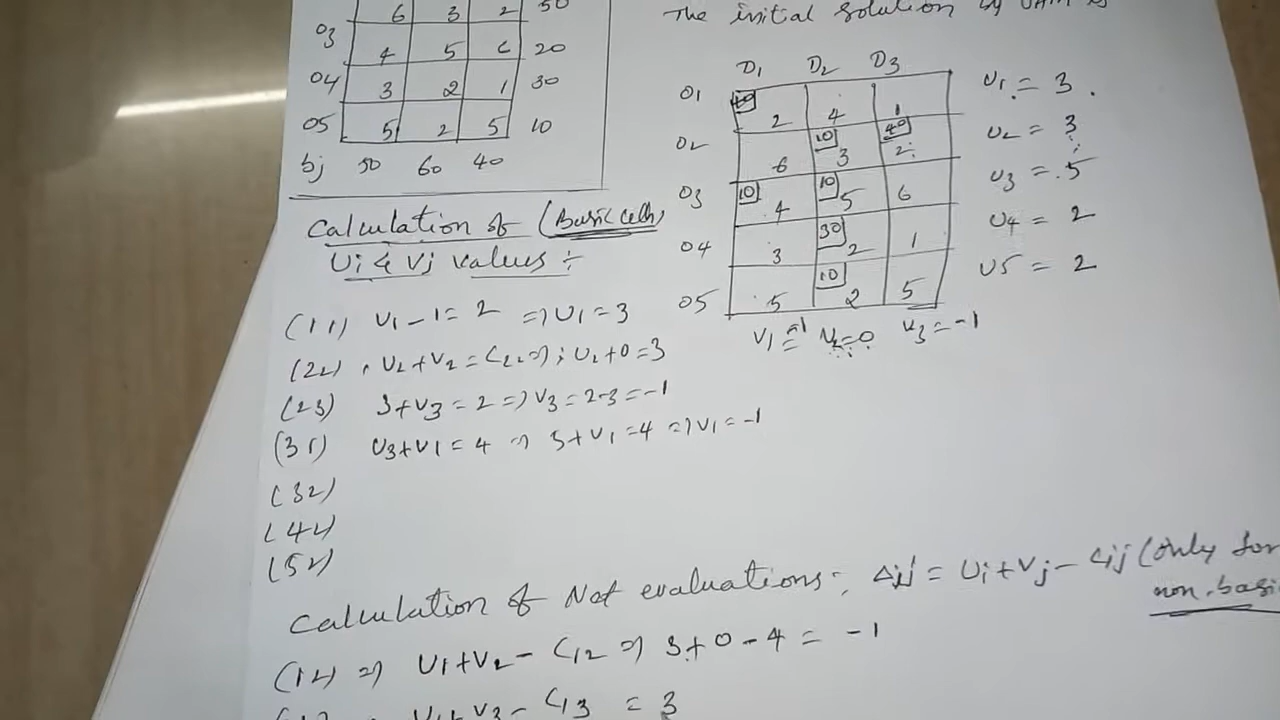 6 3 2 50
O3 4 5 6 20
O4 3 2 1 30
O5 5 2 5 10
bj 50 60 40
The initial solution by VAM is
D1 D2 D3
O1 40 2 4 1 U1 = 3
O2 6 10 3 40 2 U2 = 3
O3 10 4 10 5 6 U3 = 5
O4 3 30 2 1 U4 = 2
O5 5 10 2 5 U5 = 2
V1 = -1 V2 = 0 V3 = -1
Calculation of (Basic cells)
Ui & Vj values :-
(11) U1 - 1 = 2 => U1 = 3
(22) U2 + V2 = C22 => ; U2 + 0 = 3
(23) 3 + V3 = 2 => V3 = 2-3 = -1
(31) U3 + V1 = 4 => 5 + V1 = 4 => V1 = -1
(32)
(42)
(52)
Calculation of Net evaluations :- Δij = Ui + Vj - Cij (only for
non-basi
(12) => U1 + V2 - C12 => 3 + 0 - 4 = -1
U1 + V3 - C13 = 3